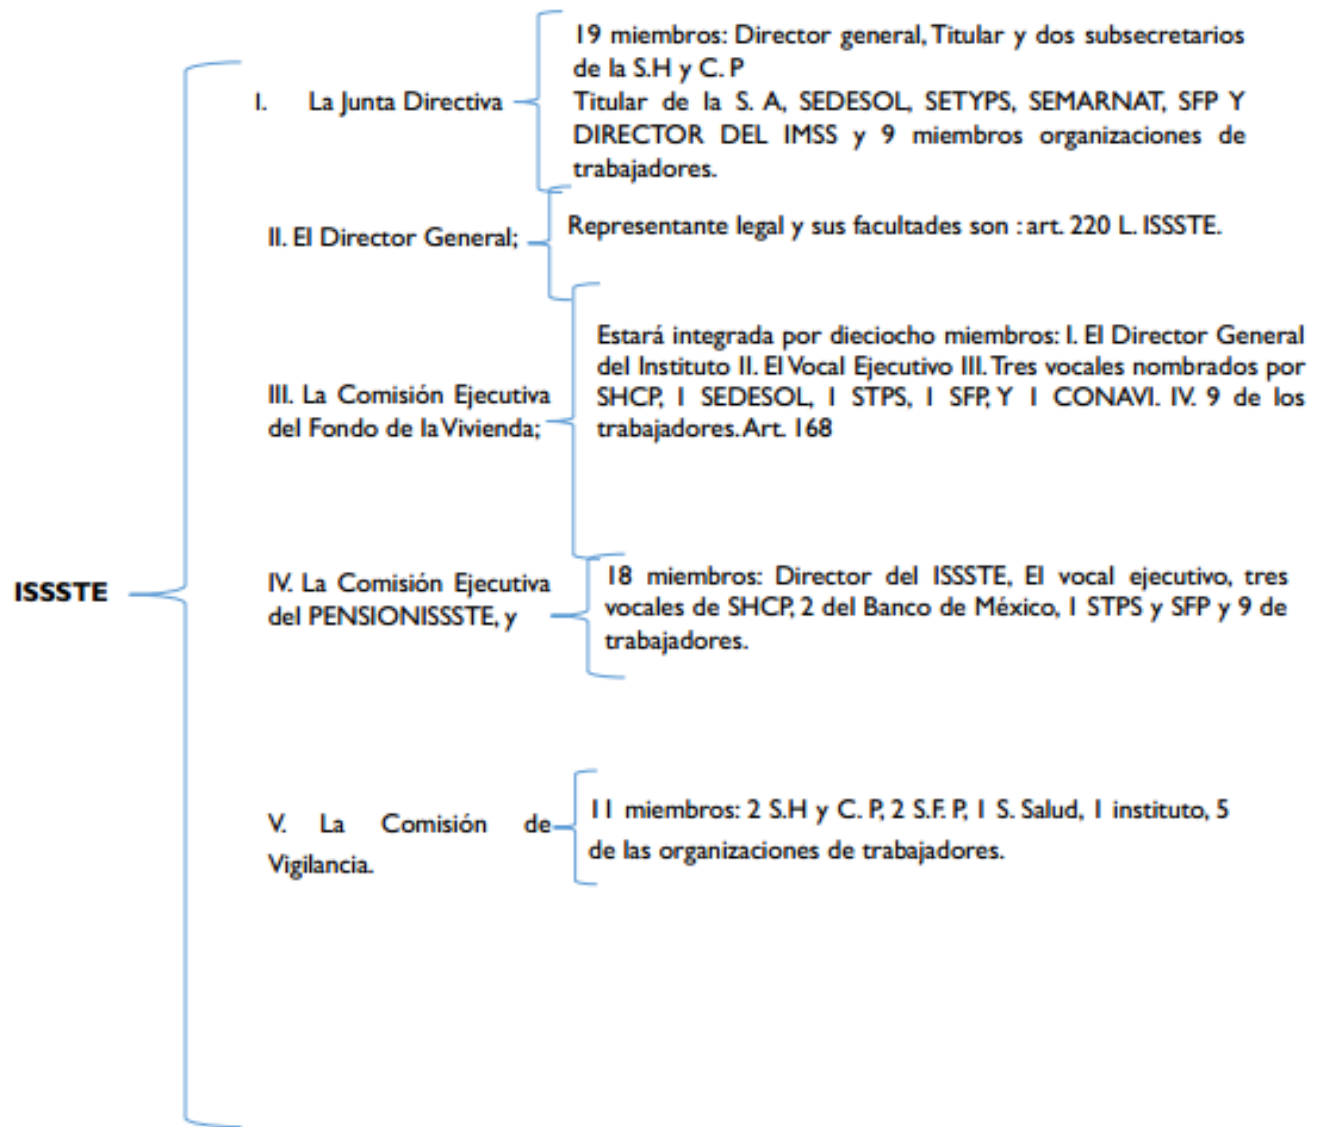 19 miembros: Director general, Titular y dos subsecretarios
de la S.H y C. P
I. La Junta Directiva
Titular de la S. A, SEDESOL, SETYPS, SEMARNAT, SFP Y
DIRECTOR DEL IMSS y 9 miembros organizaciones de
trabajadores.
II. El Director General;
Representante legal y sus facultades son : art. 220 L. ISSSTE.
III. La Comisión Ejecutiva
del Fondo de la Vivienda;
Estará integrada por dieciocho miembros: I. El Director General
del Instituto II. El Vocal Ejecutivo III. Tres vocales nombrados por
SHCP, 1 SEDESOL, 1 STPS, 1 SFP, Y 1 CONAVI. IV. 9 de los
trabajadores. Art. 168
ISSSTE
IV. La Comisión Ejecutiva
del PENSIONISSSTE, y
18 miembros: Director del ISSSTE, El vocal ejecutivo, tres
vocales de SHCP, 2 del Banco de México, 1 STPS y SFP y 9 de
trabajadores.
V. La Comisión de
Vigilancia.
11 miembros: 2 S.H y C. P, 2 S.F. P, 1 S. Salud, 1 instituto, 5
de las organizaciones de trabajadores.